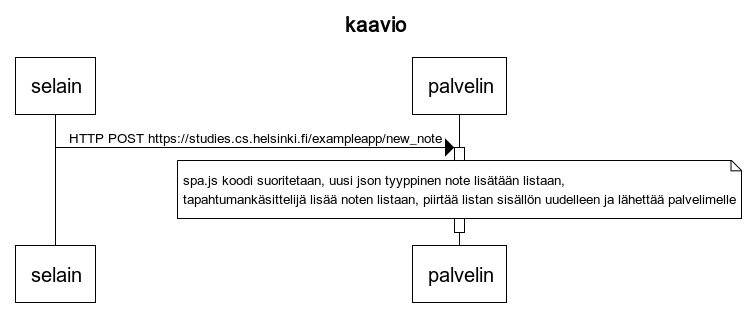 kaavio
selain
palvelin
HTTP POST https://studies.cs.helsinki.fi/exampleapp/new_note
spa.js koodi suoritetaan, uusi json tyyppinen note lisätään listaan,
tapahtumankäsittelijä lisää noten listaan, piirtää listan sisällön uudelleen ja lähettää palvelimelle
selain
palvelin